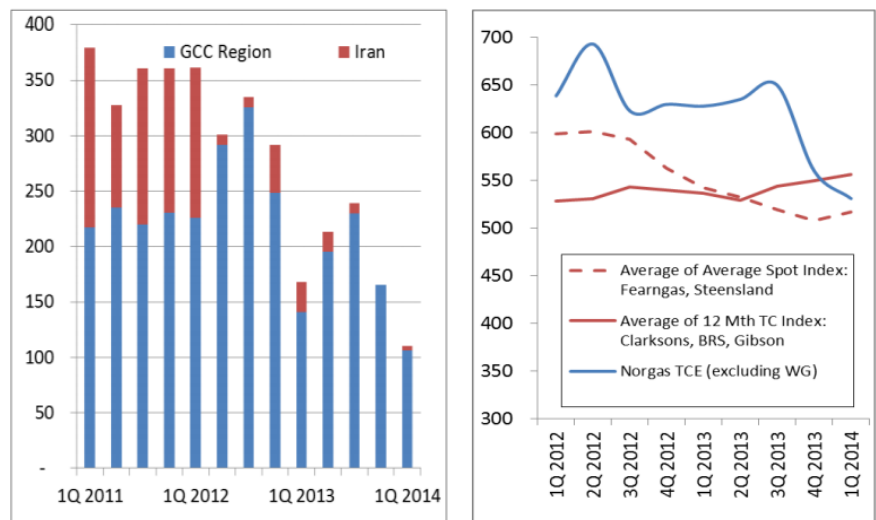 400
GCC Region Iran
350
300
250
200
150
100
50
-
1Q 2011 1Q 2012 1Q 2013 1Q 2014
700
650
600
550
500
450
400
350
300
Average of Average Spot Index:
Fearngas, Steensland
Average of 12 Mth TC Index:
Clarksons, BRS, Gibson
Norgas TCE (excluding WG)
1Q 2012
2Q 2012
3Q 2012
4Q 2012
1Q 2013
2Q 2013
3Q 2013
4Q 2013
1Q 2014